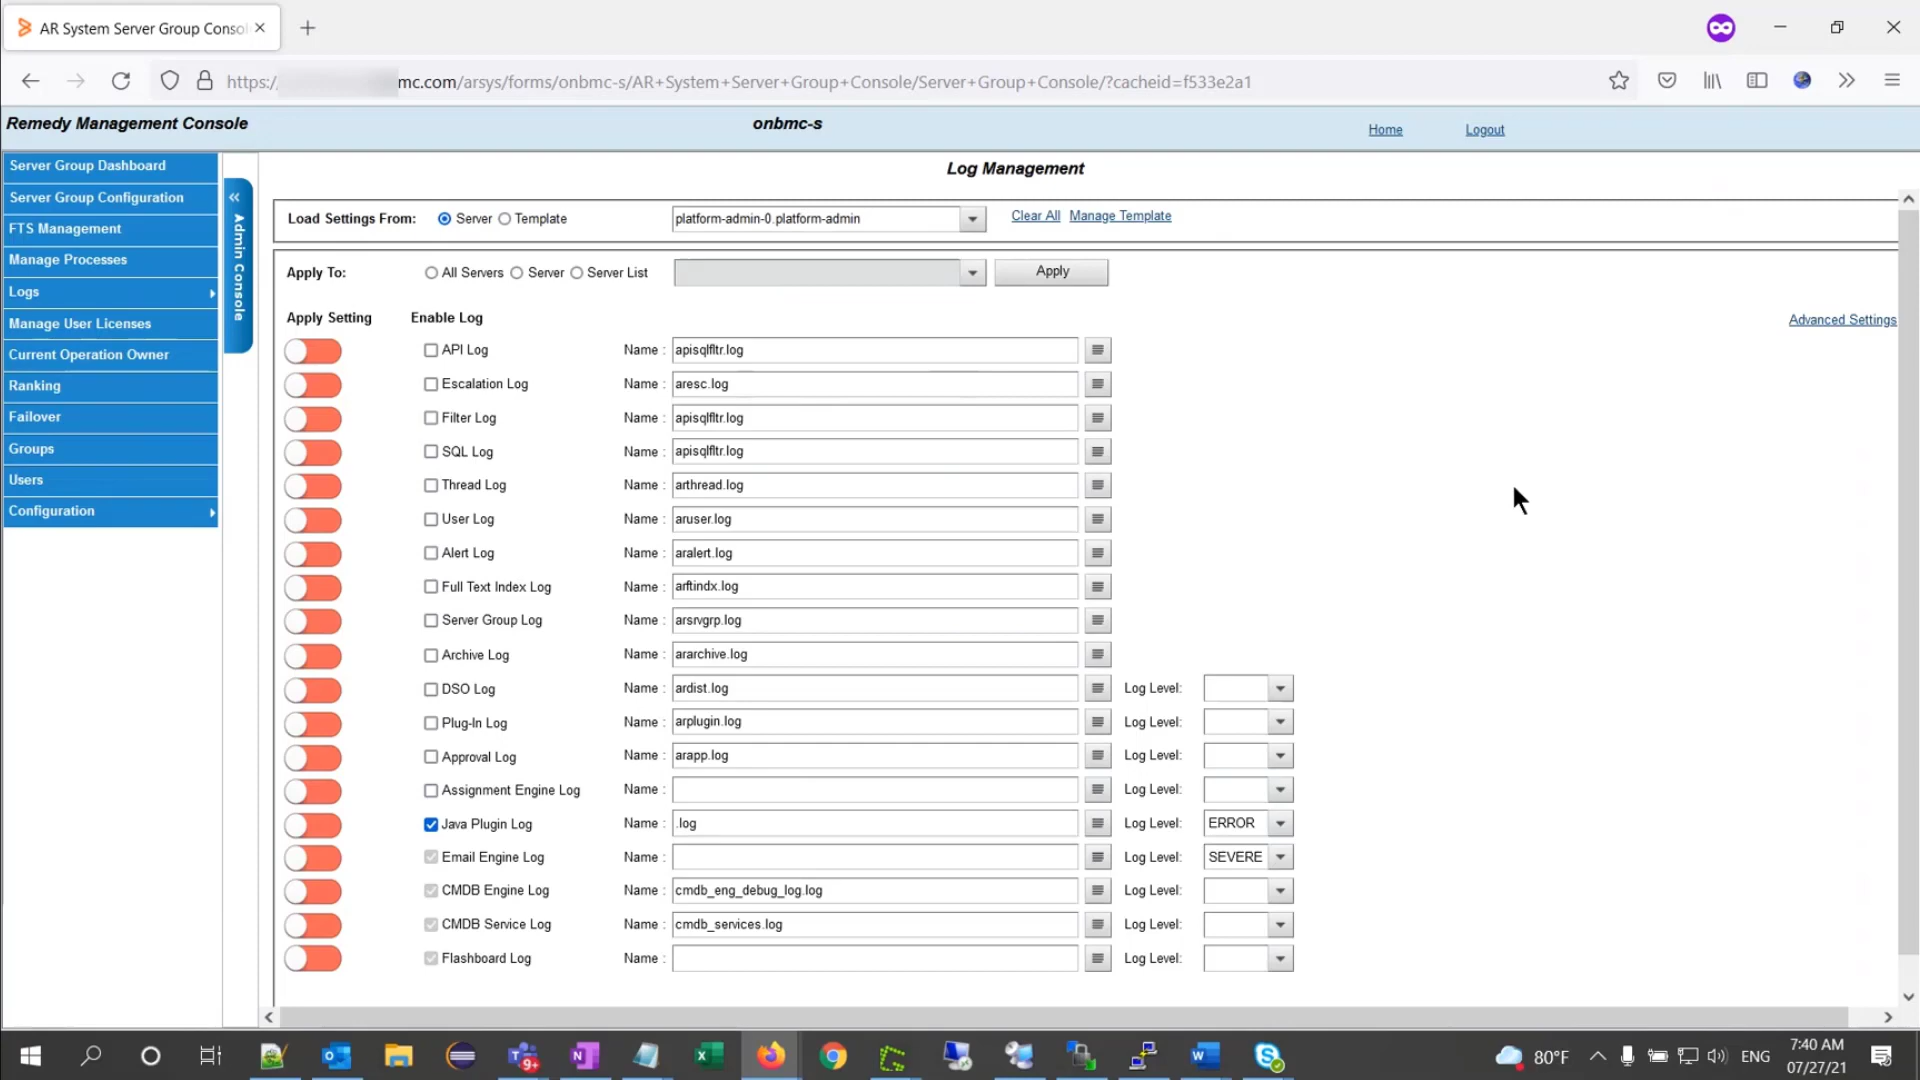 AR System Server Group Conso
https:// mc.com/arsys/forms/onbmc-s/AR+System+Server+Group+Console/Server+Group+Console/?cacheid=f533e2a1
Remedy Management Console
onbmc-s
Home
Logout
Server Group Dashboard
Server Group Configuration
FTS Management
Manage Processes
Logs
Manage User Licenses
Current Operation Owner
Ranking
Failover
Groups
Users
Configuration
« Admin Console
Log Management
Load Settings From: Server Template platform-admin-0.platform-admin Clear All Manage Template
Apply To: All Servers Server Server List Apply
Apply Setting Enable Log Advanced Settings
API Log Name : apisqlfltr.log
Escalation Log Name : aresc.log
Filter Log Name : apisqlfltr.log
SQL Log Name : apisqlfltr.log
Thread Log Name : arthread.log
User Log Name : aruser.log
Alert Log Name : aralert.log
Full Text Index Log Name : arftindx.log
Server Group Log Name : arsrvgrp.log
Archive Log Name : ararchive.log
DSO Log Name : ardist.log Log Level:
Plug-In Log Name : arplugin.log Log Level:
Approval Log Name : arapp.log Log Level:
Assignment Engine Log Name : Log Level:
Java Plugin Log Name : .log Log Level: ERROR
Email Engine Log Name : Log Level: SEVERE
CMDB Engine Log Name : cmdb_eng_debug_log.log Log Level:
CMDB Service Log Name : cmdb_services.log Log Level:
Flashboard Log Name : Log Level:
80°F
ENG
7:40 AM
07/27/21